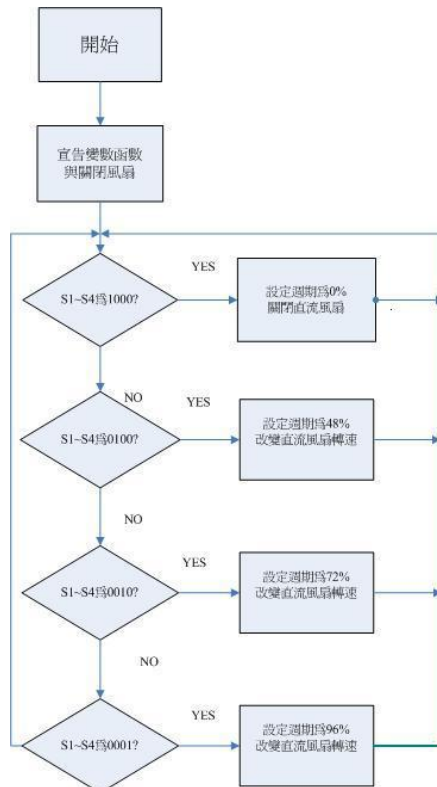 開始
宣告變數函數
與關閉風扇
S1~S4為1000?
YES
設定週期為0%
關閉直流風扇
NO
S1~S4為0100?
YES
設定週期為48%
改變直流風扇轉速
NO
S1~S4為0010?
YES
設定週期為72%
改變直流風扇轉速
NO
S1~S4為0001?
YES
設定週期為96%
改變直流風扇轉速